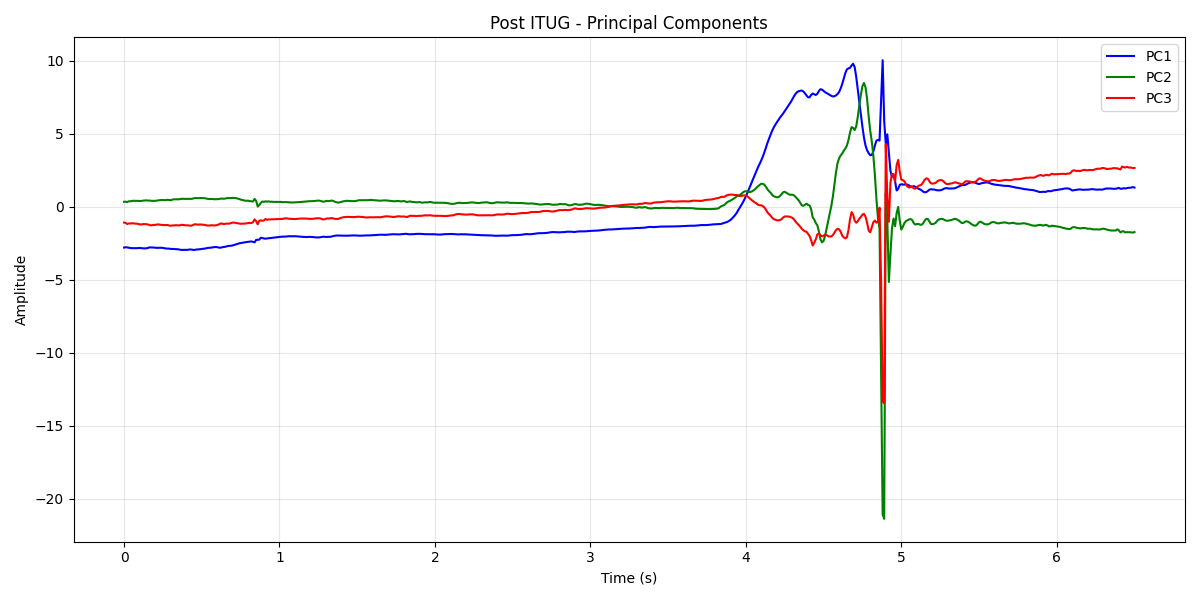 Post ITUG - Principal Components
PC1
PC2
PC3
10
5
0
−5
−10
−15
−20
Amplitude
0 1 2 3 4 5 6
Time (s)